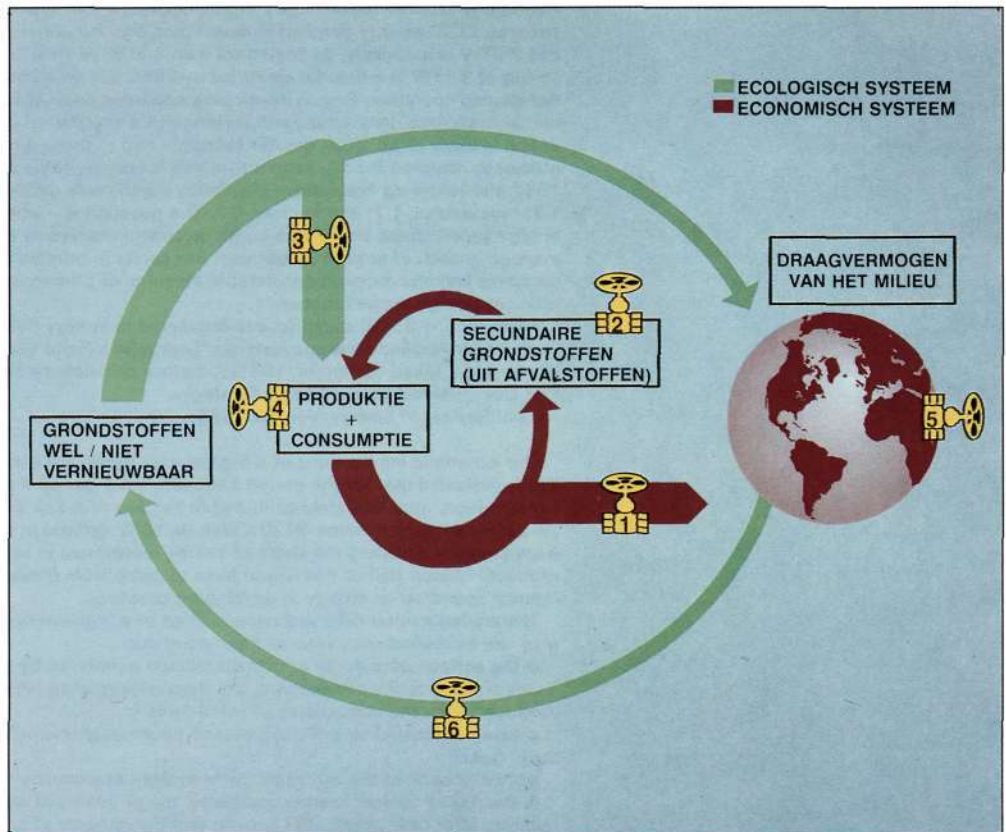 ECOLOGISCH SYSTEEM
ECONOMISCH SYSTEEM
3
DRAAGVERMOGEN
VAN HET MILIEU
2
SECUNDAIRE
GRONDSTOFFEN
(UIT AFVALSTOFFEN)
4
PRODUKTIE
+
CONSUMPTIE
5
GRONDSTOFFEN
WEL / NIET
VERNIEUWBAAR
1
6